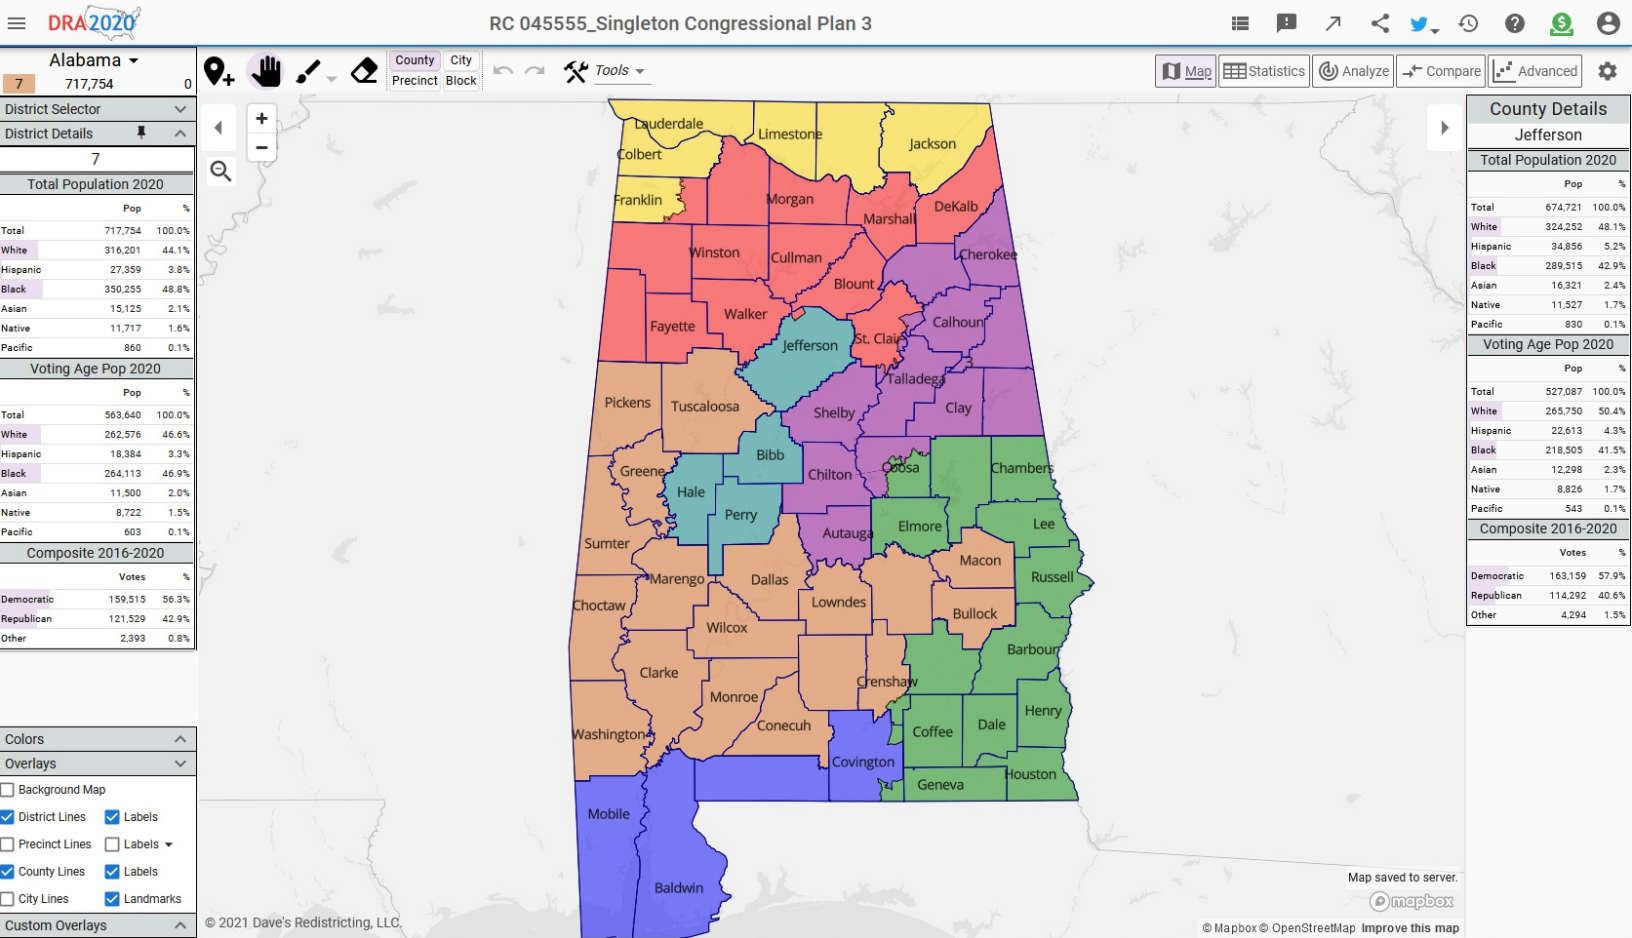 DRA2020
RC 045555_Singleton Congressional Plan 3
Alabama
7 717,754 0
County City
Precinct Block
Tools
Map Statistics Analyze Compare Advanced
District Selector
District Details
7
Total Population 2020
Pop %
Total 717,754 100.0%
White 316,201 44.1%
Hispanic 27,359 3.8%
Black 350,255 48.8%
Asian 15,125 2.1%
Native 11,717 1.6%
Pacific 860 0.1%
Voting Age Pop 2020
Pop %
Total 563,640 100.0%
White 262,576 46.6%
Hispanic 18,384 3.3%
Black 264,113 46.9%
Asian 11,500 2.0%
Native 8,722 1.5%
Pacific 603 0.1%
Composite 2016-2020
Votes %
Democratic 159,515 56.3%
Republican 121,529 42.9%
Other 2,393 0.8%
Colors
Overlays
Background Map
District Lines Labels
Precinct Lines Labels
County Lines Labels
City Lines Landmarks
Custom Overlays
+
−
Lauderdale
Limestone
Jackson
Colbert
Franklin
Morgan
Marshall
DeKalb
Winston
Cullman
Cherokee
Blount
Walker
Fayette
Calhoun
Jefferson
St. Clair
3
Talladega
Pickens
Tuscaloosa
Shelby
Clay
Bibb
Greene
Chilton
Coosa
Chambers
Hale
Perry
Autauga
Elmore
Lee
Sumter
Macon
Marengo
Dallas
Russell
Choctaw
Lowndes
Bullock
Wilcox
Barbour
Clarke
Crenshaw
Monroe
Henry
Washington
Conecuh
Coffee
Dale
Covington
Houston
Geneva
Mobile
Baldwin
© 2021 Dave's Redistricting, LLC.
County Details
Jefferson
Total Population 2020
Pop %
Total 674,721 100.0%
White 324,252 48.1%
Hispanic 34,856 5.2%
Black 289,515 42.9%
Asian 16,321 2.4%
Native 11,527 1.7%
Pacific 830 0.1%
Voting Age Pop 2020
Pop %
Total 527,087 100.0%
White 265,750 50.4%
Hispanic 22,613 4.3%
Black 218,505 41.5%
Asian 12,298 2.3%
Native 8,826 1.7%
Pacific 543 0.1%
Composite 2016-2020
Votes %
Democratic 163,159 57.9%
Republican 114,292 40.6%
Other 4,294 1.5%
Map saved to server.
mapbox
© Mapbox © OpenStreetMap Improve this map